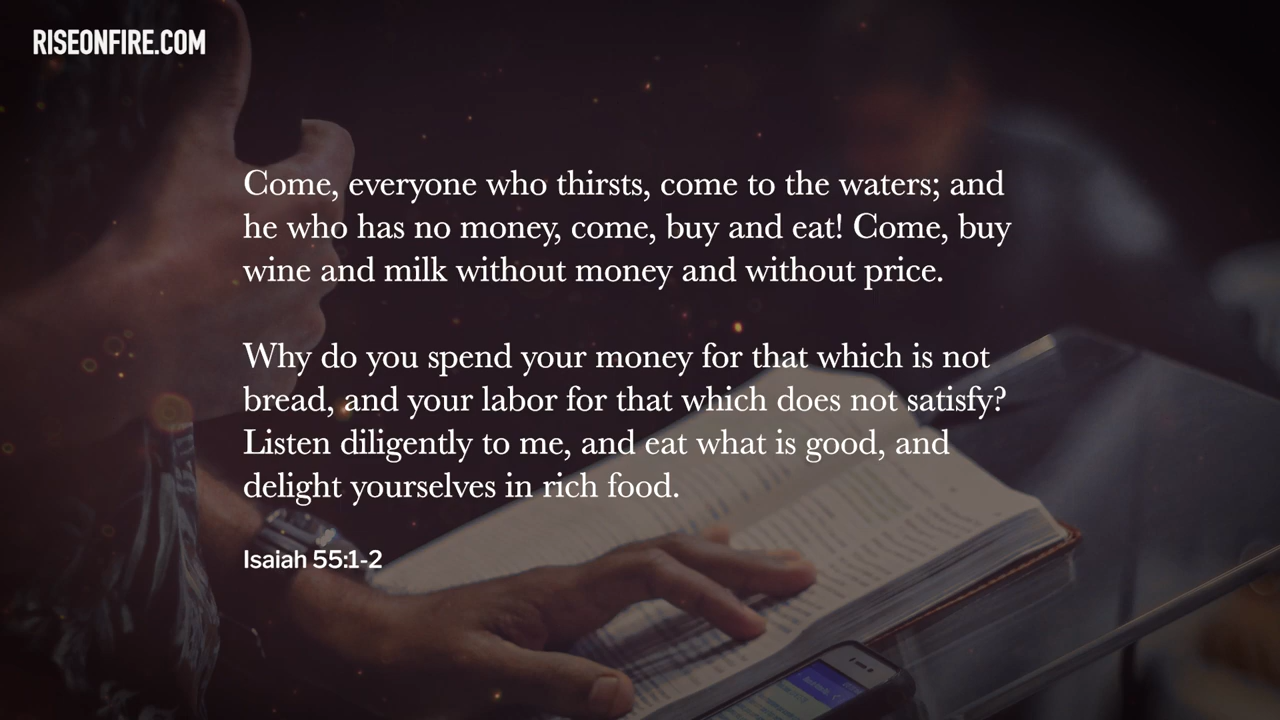 RISEONFIRE.COM
Come, everyone who thirsts, come to the waters; and
he who has no money, come, buy and eat! Come, buy
wine and milk without money and without price.
Why do you spend your money for that which is not
bread, and your labor for that which does not satisfy?
Listen diligently to me, and eat what is good, and
delight yourselves in rich food.
Isaiah 55:1-2